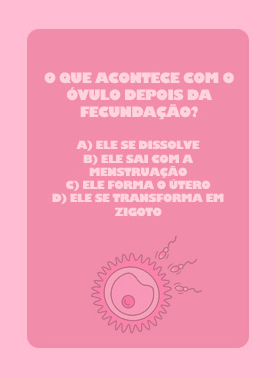 O QUE ACONTECE COM O
ÓVULO DEPOIS DA
FECUNDAÇÃO?
A) ELE SE DISSOLVE
B) ELE SAI COM A
MENSTRUAÇÃO
C) ELE FORMA O ÚTERO
D) ELE SE TRANSFORMA EM
ZIGOTO